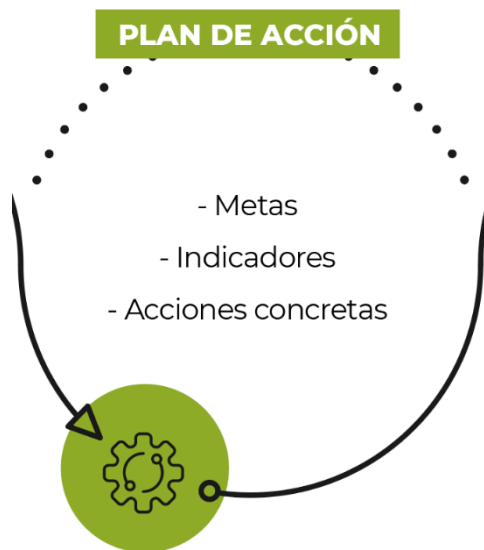 PLAN DE ACCIÓN
- Metas
- Indicadores
- Acciones concretas